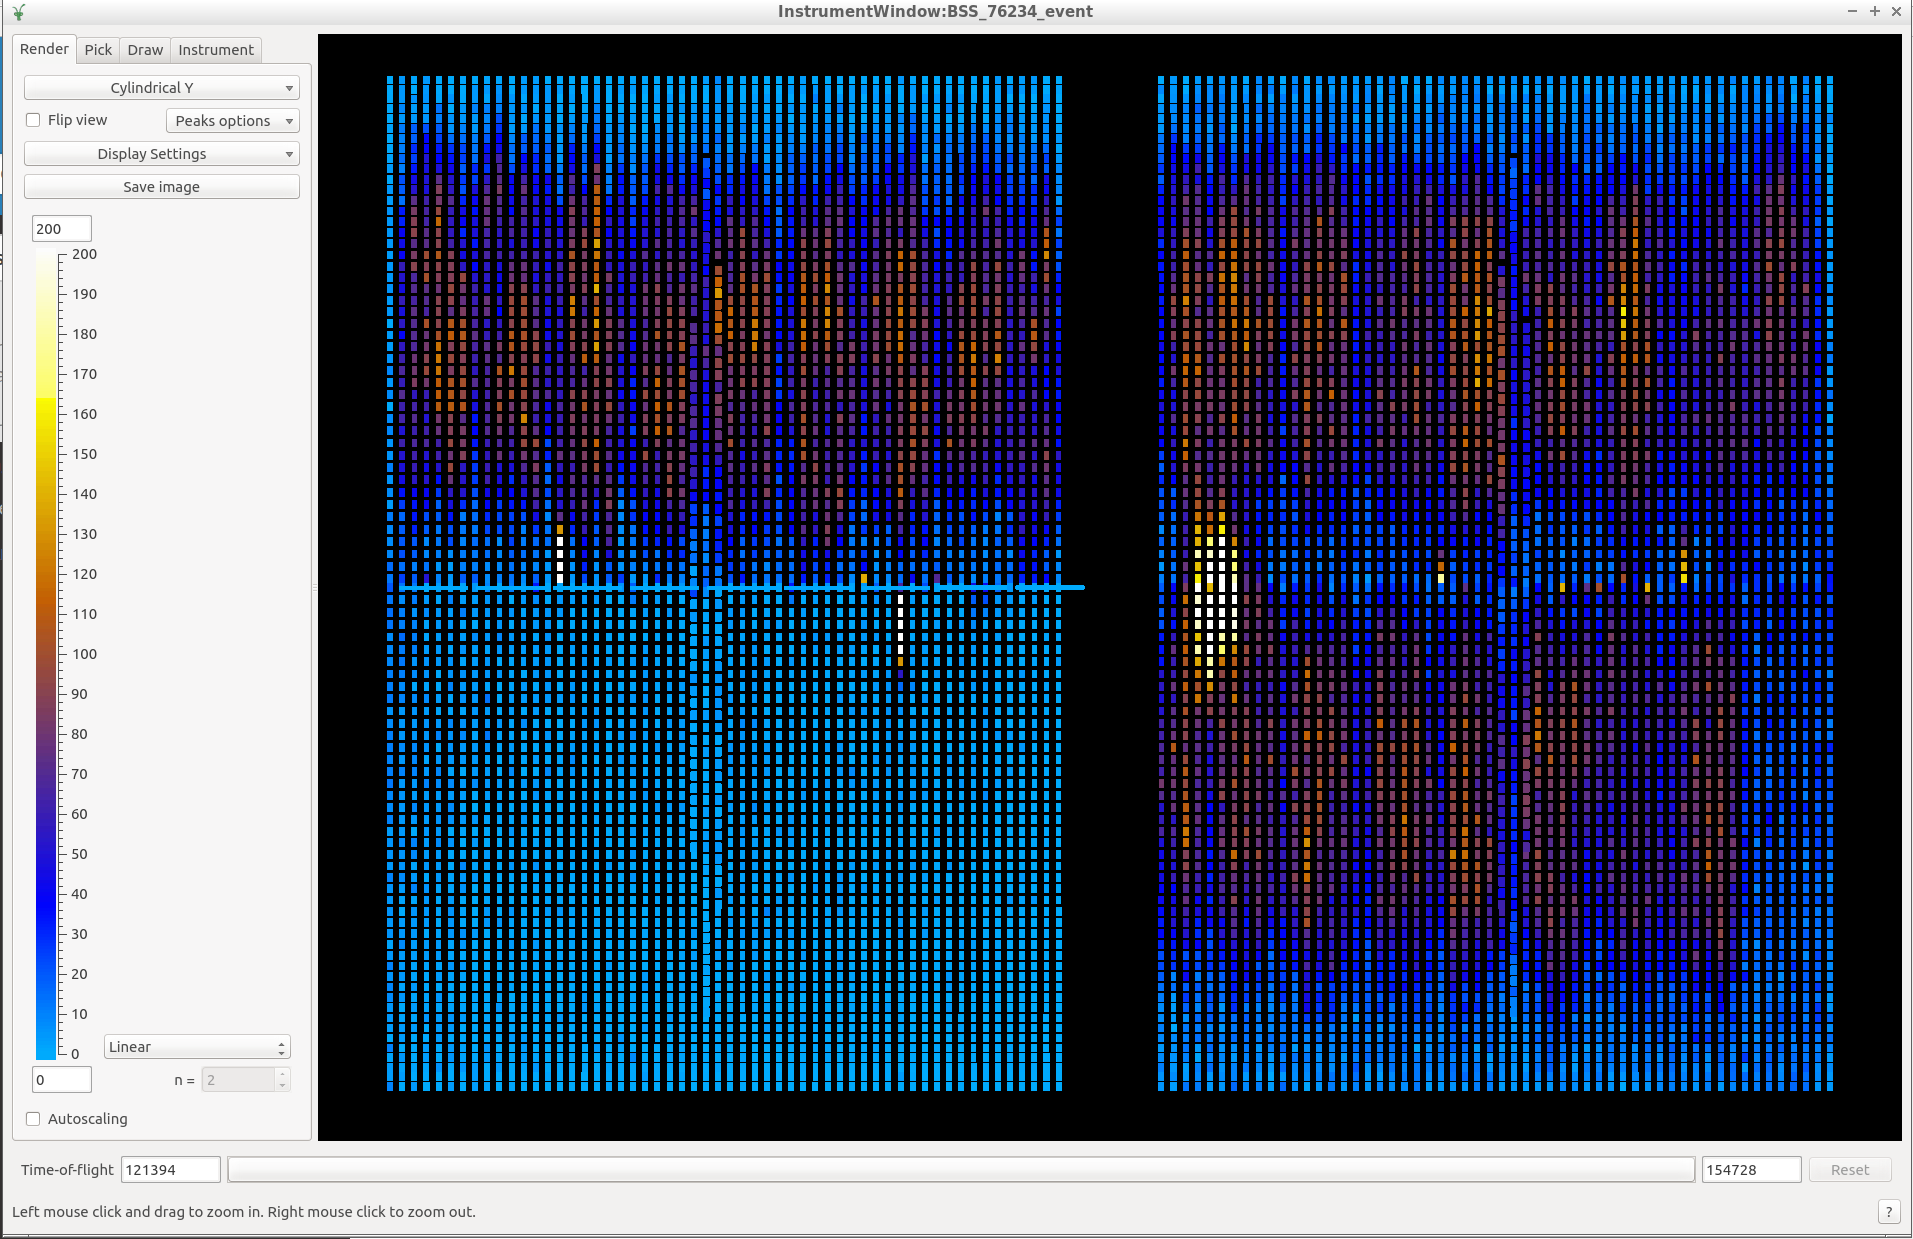 InstrumentWindow:BSS_76234_event
Render Pick Draw Instrument
Cylindrical Y
Flip view Peaks options
Display Settings
Save image
200
200
190
180
170
160
150
140
130
120
110
100
90
80
70
60
50
40
30
20
10
0
Linear
0 n = 2
Autoscaling
Time-of-flight 121394 154728 Reset
Left mouse click and drag to zoom in. Right mouse click to zoom out. ?